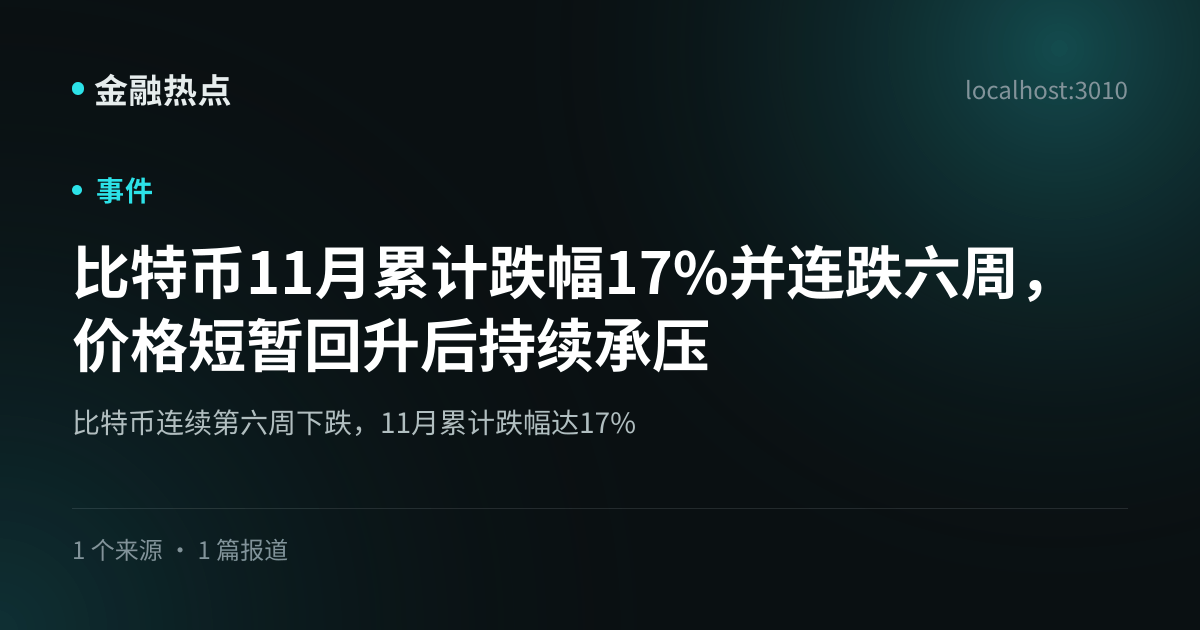 金融热点
localhost:3010
事件
比特币11月累计跌幅17%并连跌六周，
价格短暂回升后持续承压
比特币连续第六周下跌，11月累计跌幅达17%
1 个来源 · 1 篇报道